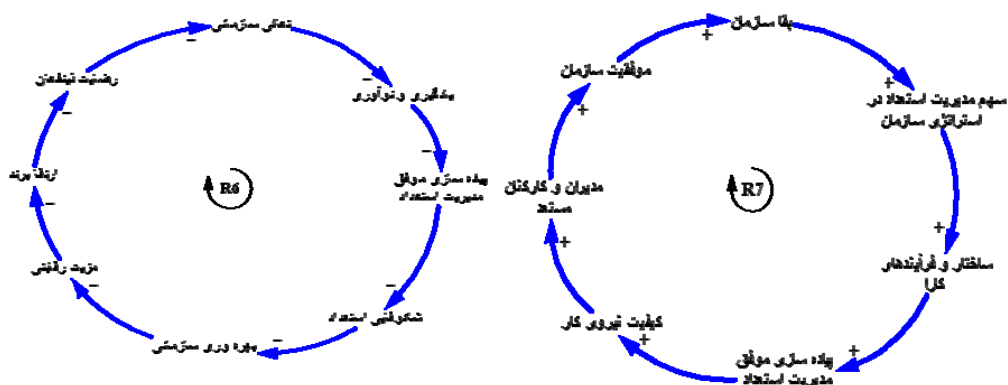 تعالی سازمانی
یادگیری و نوآوری
پیاده سازی موفق
مدیریت استعداد
شکوفایی استعداد
بهره وری سازمانی
مزیت رقابتی
ارتقا برند
رضایت ذینفعان
R6
بقا سازمان
سهم مدیریت استعداد در
استراتژی سازمان
ساختار و فرآیندهای
کارا
پیاده سازی موفق
مدیریت استعداد
کیفیت نیروی کار
مدیران و کارکنان
مستعد
موفقیت سازمان
R7